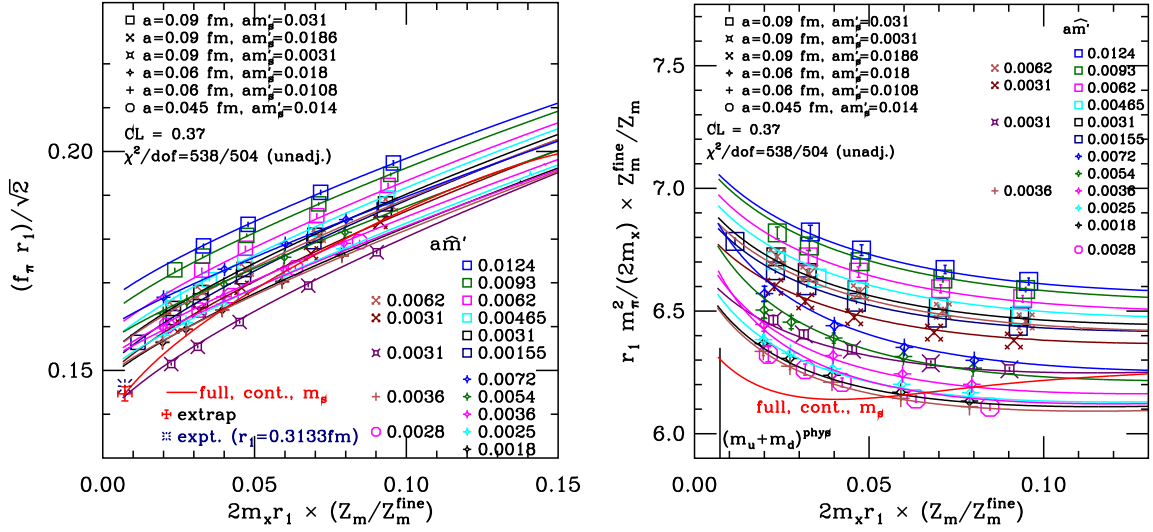 a=0.09 fm, am'ₛ=0.031
a=0.09 fm, am'ₛ=0.0186
a=0.09 fm, am'ₛ=0.0031
a=0.06 fm, am'ₛ=0.018
a=0.06 fm, am'ₛ=0.0108
a=0.045 fm, am'ₛ=0.014
CL = 0.37
χ²/dof=538/504 (unadj.)
0.20
0.15
(f_π r₁)/√2
am̂'
0.0124
0.0093
0.0062
0.00465
0.0031
0.00155
0.0072
0.0054
0.0036
0.0025
0.0018
0.0062
0.0031
0.0031
0.0036
0.0028
full, cont., mₛ
extrap
expt. (r₁=0.3133fm)
0.00
0.05
0.10
0.15
2mₓr₁ × (Z_m/Z_m^fine)
a=0.09 fm, am'ₛ=0.031
a=0.09 fm, am'ₛ=0.0031
a=0.09 fm, am'ₛ=0.0186
a=0.06 fm, am'ₛ=0.018
a=0.06 fm, am'ₛ=0.0108
a=0.045 fm, am'ₛ=0.014
CL = 0.37
χ²/dof=538/504 (unadj.)
7.5
7.0
6.5
6.0
r₁ m_π²/(2mₓ) × Z_m^fine/Z_m
am̂'
0.0124
0.0093
0.0062
0.00465
0.0031
0.00155
0.0072
0.0054
0.0036
0.0025
0.0018
0.0028
0.0062
0.0031
0.0031
0.0036
full, cont., mₛ
(m_u+m_d)^phys
0.00
0.05
0.10
2mₓr₁ × (Z_m/Z_m^fine)